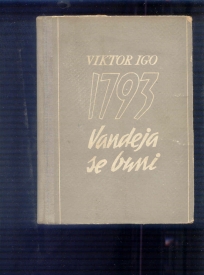 VIKTOR IGO
1793
Vandeja
se buni